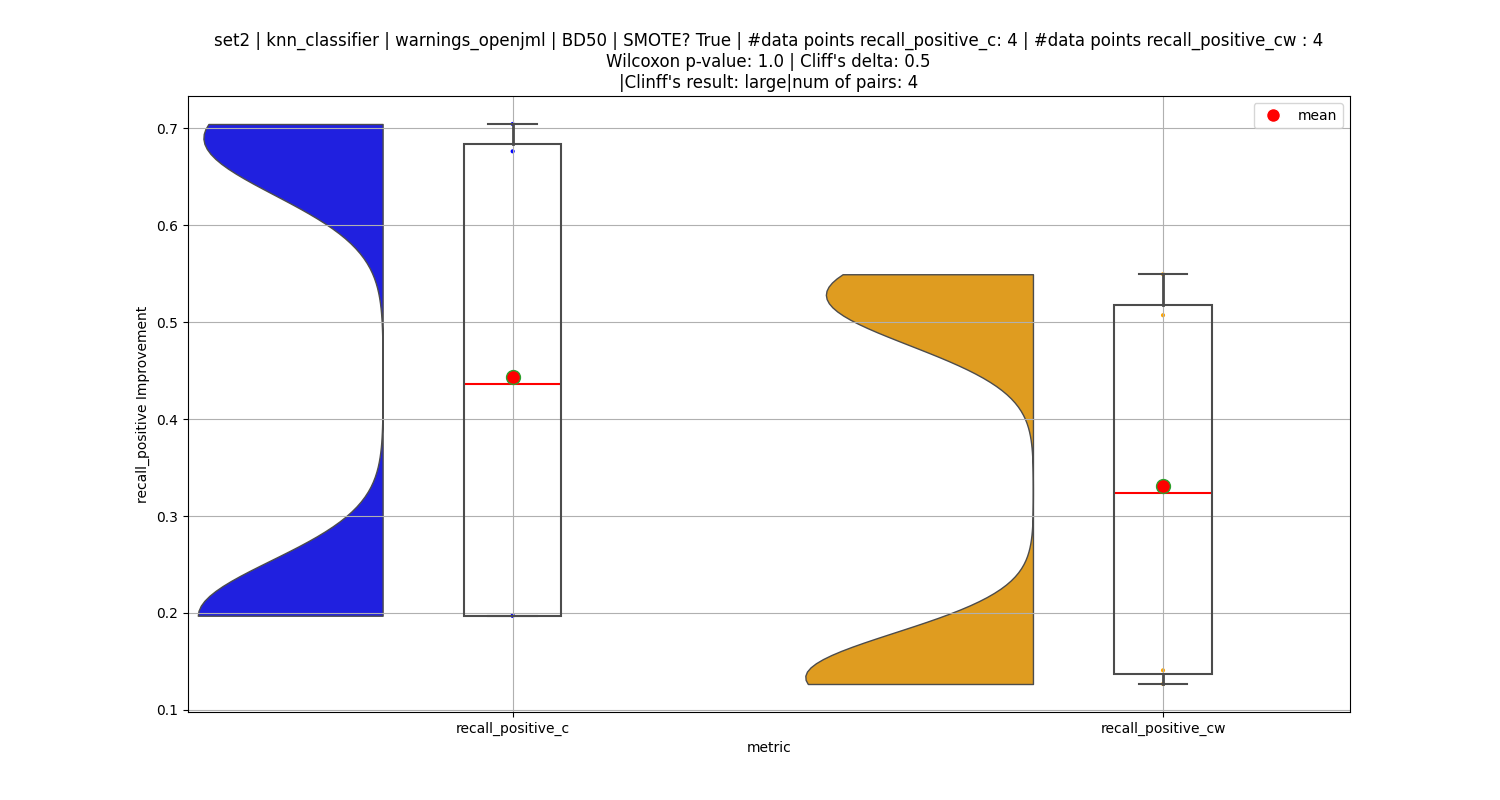 set2 | knn_classifier | warnings_openjml | BD50 | SMOTE? True | #data points recall_positive_c: 4 | #data points recall_positive_cw : 4
Wilcoxon p-value: 1.0 | Cliff's delta: 0.5
|Clinff's result: large|num of pairs: 4
mean
0.7
0.6
0.5
0.4
0.3
0.2
0.1
recall_positive Improvement
recall_positive_c
recall_positive_cw
metric